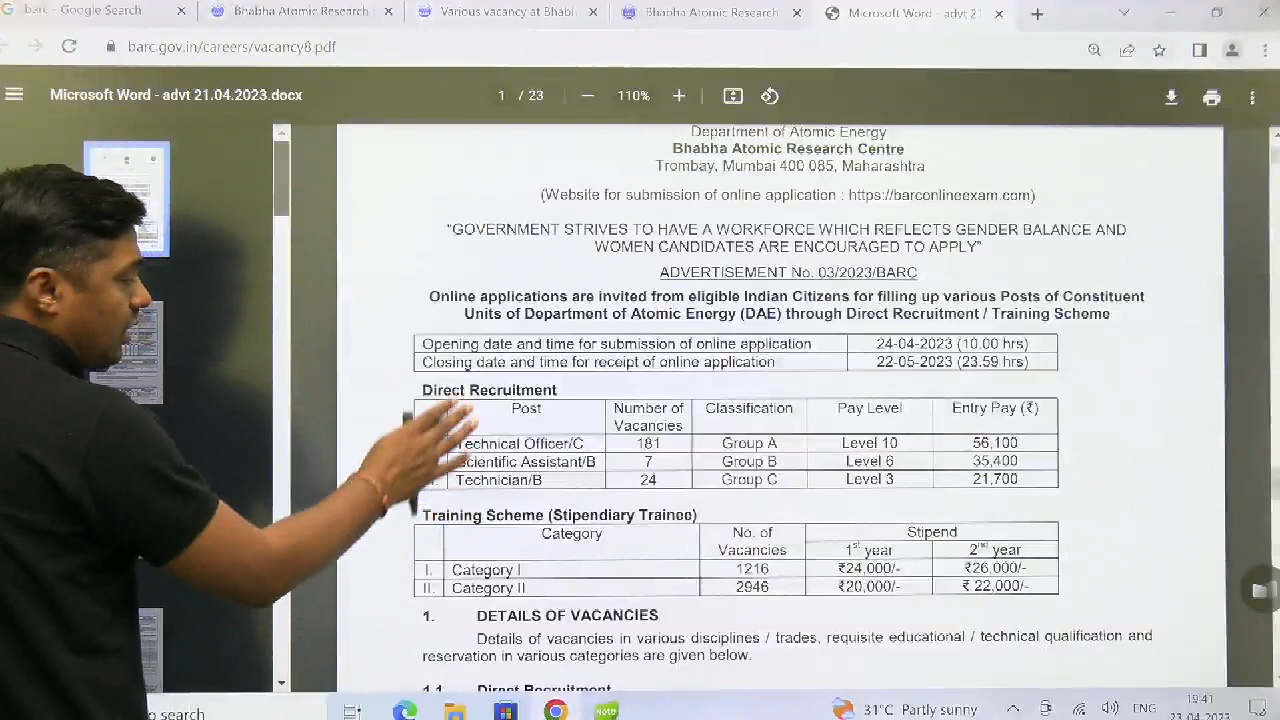 barc - Google Search
Bhabha Atomic Research
Various vacancy at Bhabl
Bhabha Atomic Research
Microsoft Word - advt 21
barc.gov.in/careers/vacancy8.pdf
Microsoft Word - advt 21.04.2023.docx
1 / 23
110%
Department of Atomic Energy
Bhabha Atomic Research Centre
Trombay, Mumbai 400 085, Maharashtra
(Website for submission of online application : https://barconlineexam.com)
"GOVERNMENT STRIVES TO HAVE A WORKFORCE WHICH REFLECTS GENDER BALANCE AND
WOMEN CANDIDATES ARE ENCOURAGED TO APPLY"
ADVERTISEMENT No. 03/2023/BARC
Online applications are invited from eligible Indian Citizens for filling up various Posts of Constituent
Units of Department of Atomic Energy (DAE) through Direct Recruitment / Training Scheme
Opening date and time for submission of online application 24-04-2023 (10.00 hrs)
Closing date and time for receipt of online application 22-05-2023 (23.59 hrs)
Direct Recruitment
Post Number of Vacancies Classification Pay Level Entry Pay (₹)
Technical Officer/C 181 Group A Level 10 56,100
Scientific Assistant/B 7 Group B Level 6 35,400
Technician/B 24 Group C Level 3 21,700
Training Scheme (Stipendiary Trainee)
Category No. of Vacancies Stipend
1st year 2nd year
I. Category I 1216 ₹24,000/- ₹26,000/-
II. Category II 2946 ₹20,000/- ₹ 22,000/-
1. DETAILS OF VACANCIES
Details of vacancies in various disciplines / trades, requisite educational / technical qualification and
reservation in various categories are given below.
1.1 Direct Recruitment
o search
31°C Partly sunny
ENG
19:41
23-04-2023